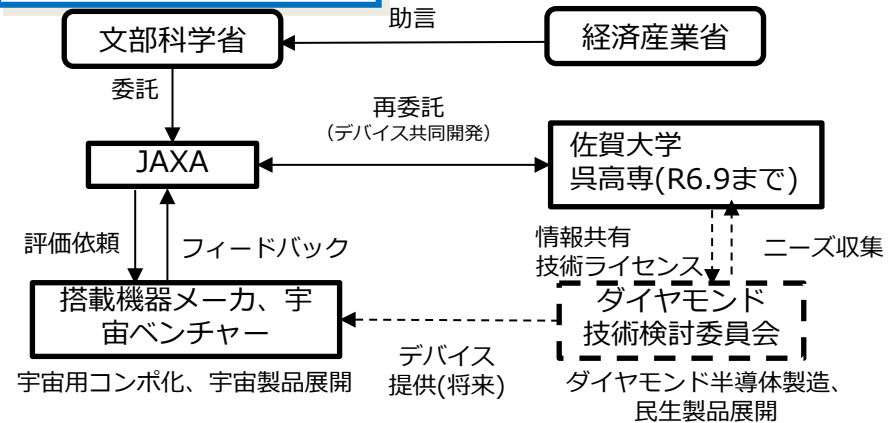 助言
文部科学省
経済産業省
委託
再委託
(デバイス共同開発)
JAXA
佐賀大学
呉高専(R6.9まで)
評価依頼
フィードバック
情報共有
技術ライセンス
ニーズ収集
搭載機器メーカ、宇
宙ベンチャー
ダイヤモンド
技術検討委員会
宇宙用コンポ化、宇宙製品展開
デバイス
提供(将来)
ダイヤモンド半導体製造、
民生製品展開